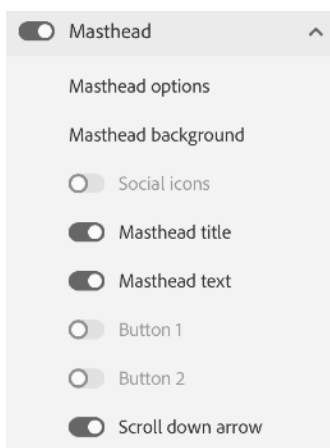 Masthead
Masthead options
Masthead background
Social icons
Masthead title
Masthead text
Button 1
Button 2
Scroll down arrow